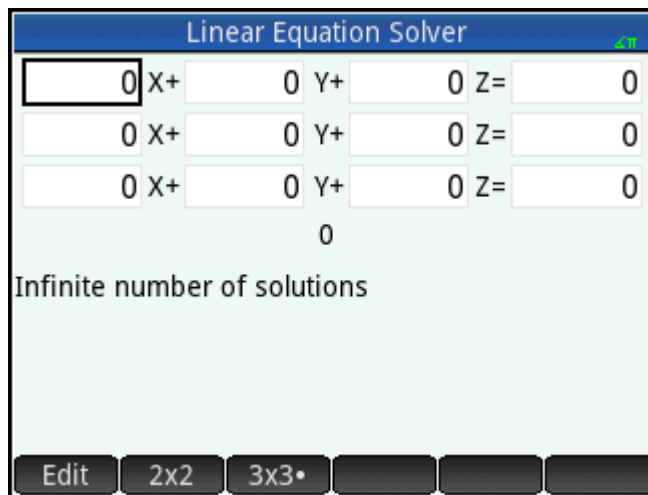 Linear Equation Solver
∡π
0 X+ 0 Y+ 0 Z= 0
0 X+ 0 Y+ 0 Z= 0
0 X+ 0 Y+ 0 Z= 0
0
Infinite number of solutions
Edit 2x2 3x3•